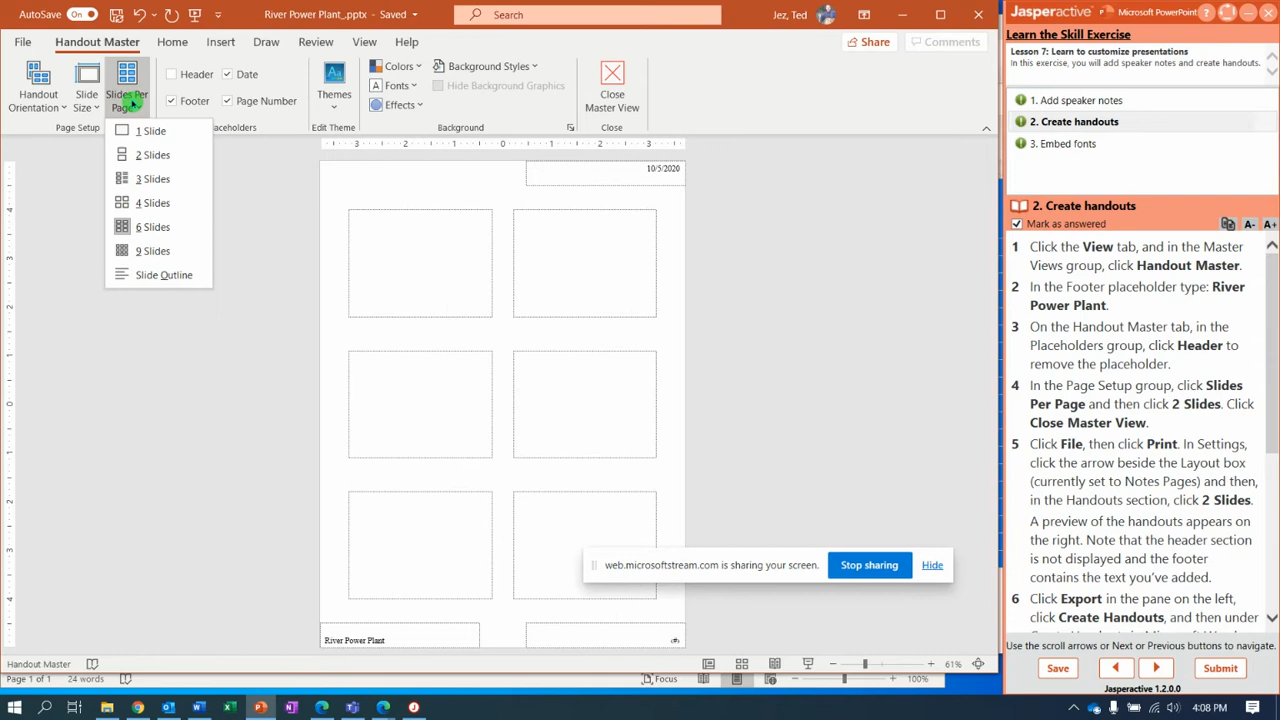 AutoSave On
River Power Plant_.pptx - Saved
Search
Jez, Ted
File
Handout Master
Home
Insert
Draw
Review
View
Help
Share
Comments
Handout Orientation
Slide Size
Slides Per Page
Header
Date
Footer
Page Number
Themes
Colors
Fonts
Effects
Background Styles
Hide Background Graphics
Close Master View
Page Setup
ceholders
Edit Theme
Background
Close
1 Slide
2 Slides
3 Slides
4 Slides
6 Slides
9 Slides
Slide Outline
3 2 1 0 1 2 3
10/5/2020
web.microsoftstream.com is sharing your screen.
Stop sharing
Hide
River Power Plant
‹#›
Handout Master
61%
Page 1 of 1
24 words
Focus
100%
Jasperactive
Microsoft PowerPoint
Learn the Skill Exercise
Lesson 7: Learn to customize presentations
In this exercise, you will add speaker notes and create handouts.
1. Add speaker notes
2. Create handouts
3. Embed fonts
2. Create handouts
Mark as answered
A- A+
1 Click the View tab, and in the Master
Views group, click Handout Master.
2 In the Footer placeholder type: River
Power Plant.
3 On the Handout Master tab, in the
Placeholders group, click Header to
remove the placeholder.
4 In the Page Setup group, click Slides
Per Page and then click 2 Slides. Click
Close Master View.
5 Click File, then click Print. In Settings,
click the arrow beside the Layout box
(currently set to Notes Pages) and then,
in the Handouts section, click 2 Slides.
A preview of the handouts appears on
the right. Note that the header section
is not displayed and the footer
contains the text you've added.
6 Click Export in the pane on the left,
click Create Handouts, and then under
Use the scroll arrows or Next or Previous buttons to navigate.
Save
Submit
Jasperactive 1.2.0.0
4:08 PM